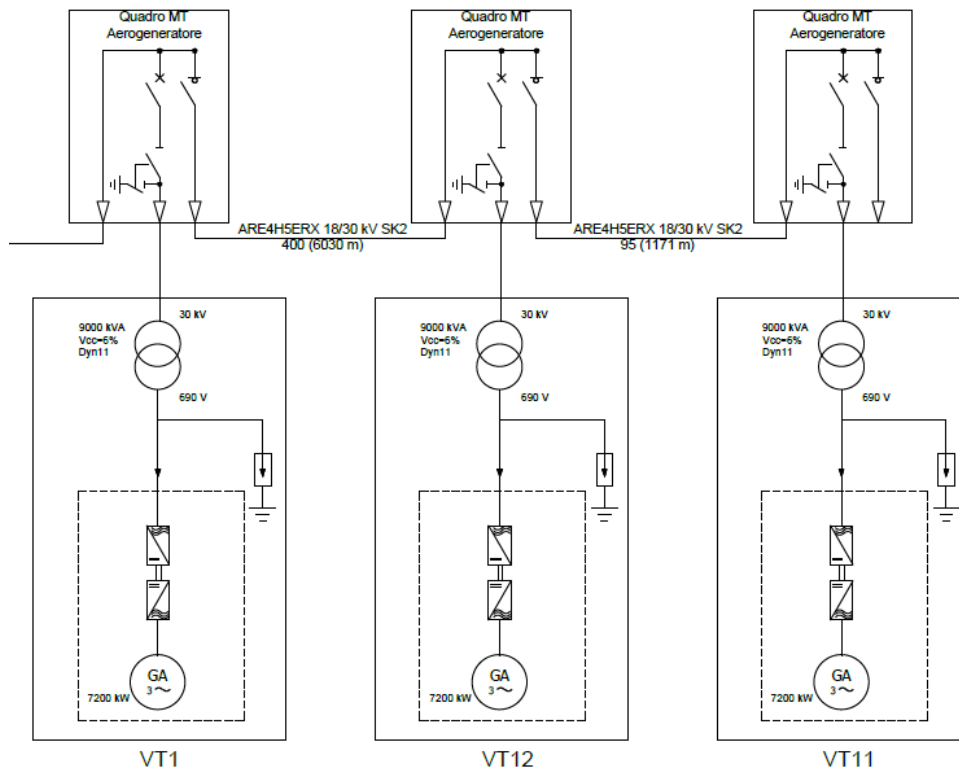 Quadro MT
Aerogeneratore
Quadro MT
Aerogeneratore
Quadro MT
Aerogeneratore
ARE4H5ERX 18/30 kV SK2
400 (6030 m)
ARE4H5ERX 18/30 kV SK2
95 (1171 m)
9000 kVA
Vcc=6%
Dyn11
30 kV
690 V
9000 kVA
Vcc=6%
Dyn11
30 kV
690 V
9000 kVA
Vcc=6%
Dyn11
30 kV
690 V
GA
3
7200 kW
GA
3
7200 kW
GA
3
7200 kW
VT1
VT12
VT11